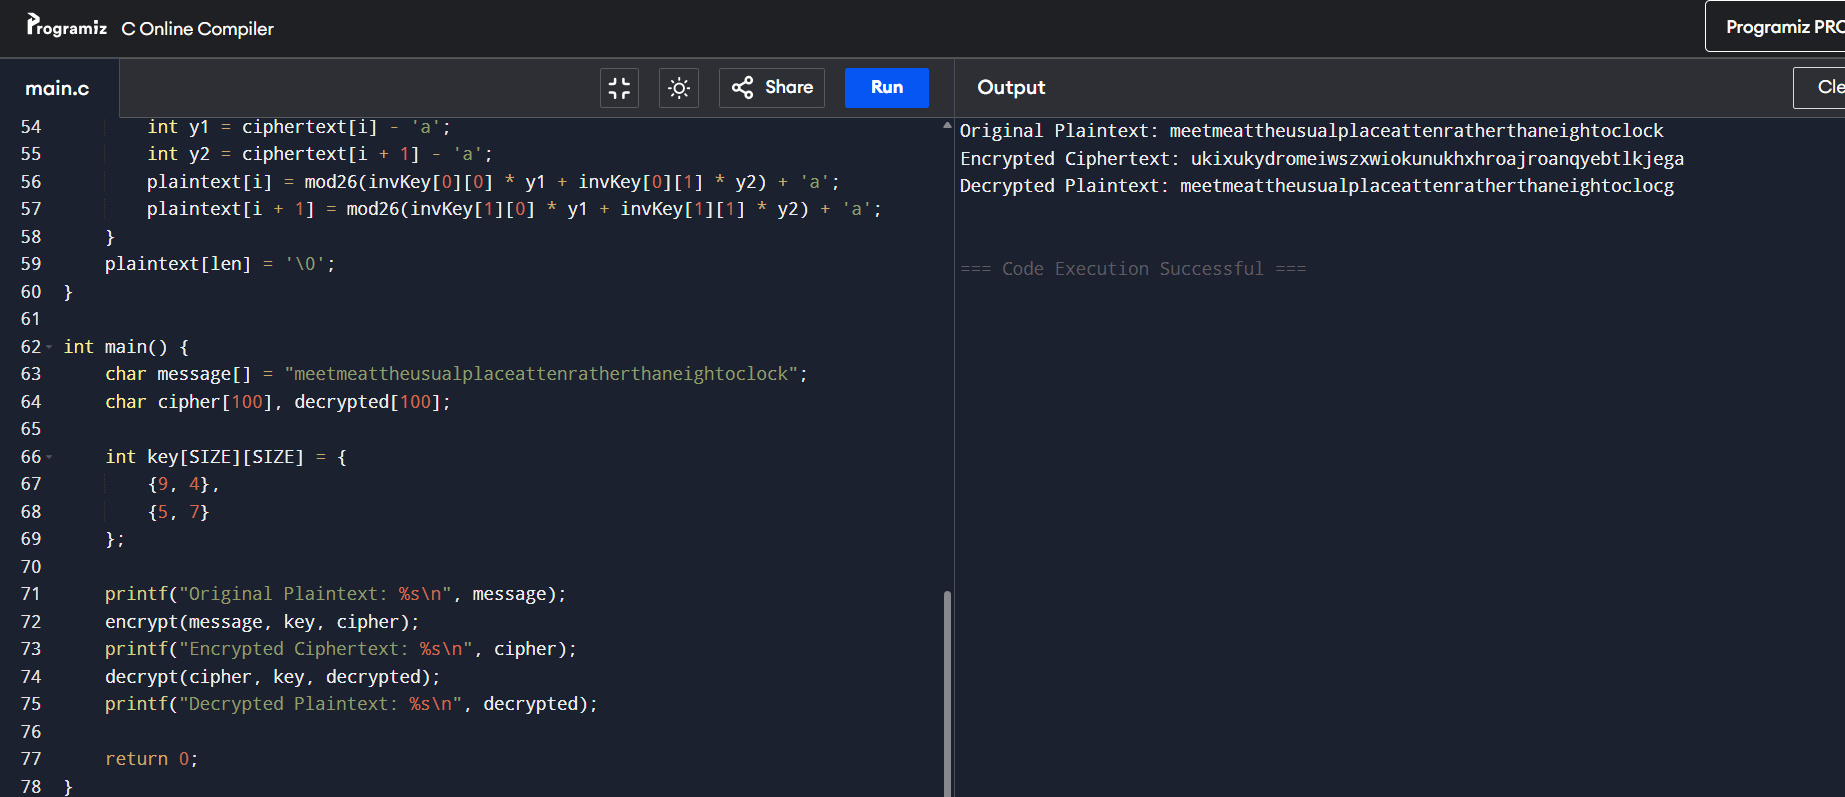 Programiz C Online Compiler
Programiz PRO
main.c
Share
Run
Output
Cle
54 int y1 = ciphertext[i] - 'a';
55 int y2 = ciphertext[i + 1] - 'a';
56 plaintext[i] = mod26(invKey[0][0] * y1 + invKey[0][1] * y2) + 'a';
57 plaintext[i + 1] = mod26(invKey[1][0] * y1 + invKey[1][1] * y2) + 'a';
58 }
59 plaintext[len] = '\0';
60 }
61
62 int main() {
63 char message[] = "meetmeattheusualplaceattenratherthaneightoclock";
64 char cipher[100], decrypted[100];
65
66 int key[SIZE][SIZE] = {
67 {9, 4},
68 {5, 7}
69 };
70
71 printf("Original Plaintext: %s\n", message);
72 encrypt(message, key, cipher);
73 printf("Encrypted Ciphertext: %s\n", cipher);
74 decrypt(cipher, key, decrypted);
75 printf("Decrypted Plaintext: %s\n", decrypted);
76
77 return 0;
78 }
Original Plaintext: meetmeattheusualplaceattenratherthaneightoclock
Encrypted Ciphertext: ukixukydromeiwszxwiokunukhxhroajroanqyebtlkjega
Decrypted Plaintext: meetmeattheusualplaceattenratherthaneightoclocg
=== Code Execution Successful ===